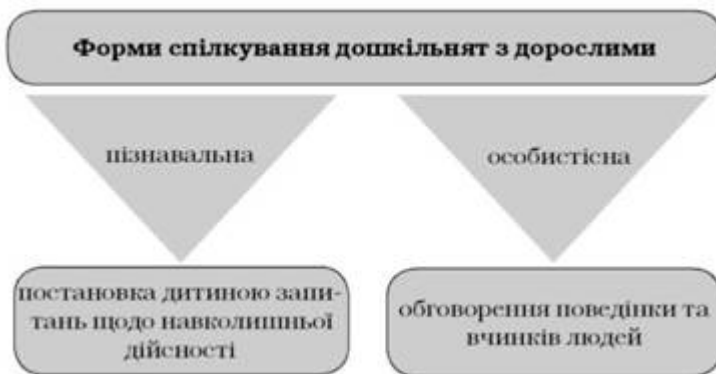 Форми спілкування дошкільнят з дорослими
пізнавальна
особистісна
постановка дитиною запи-
тань щодо навколишньої
дійсності
обговорення поведінки та
вчинків людей